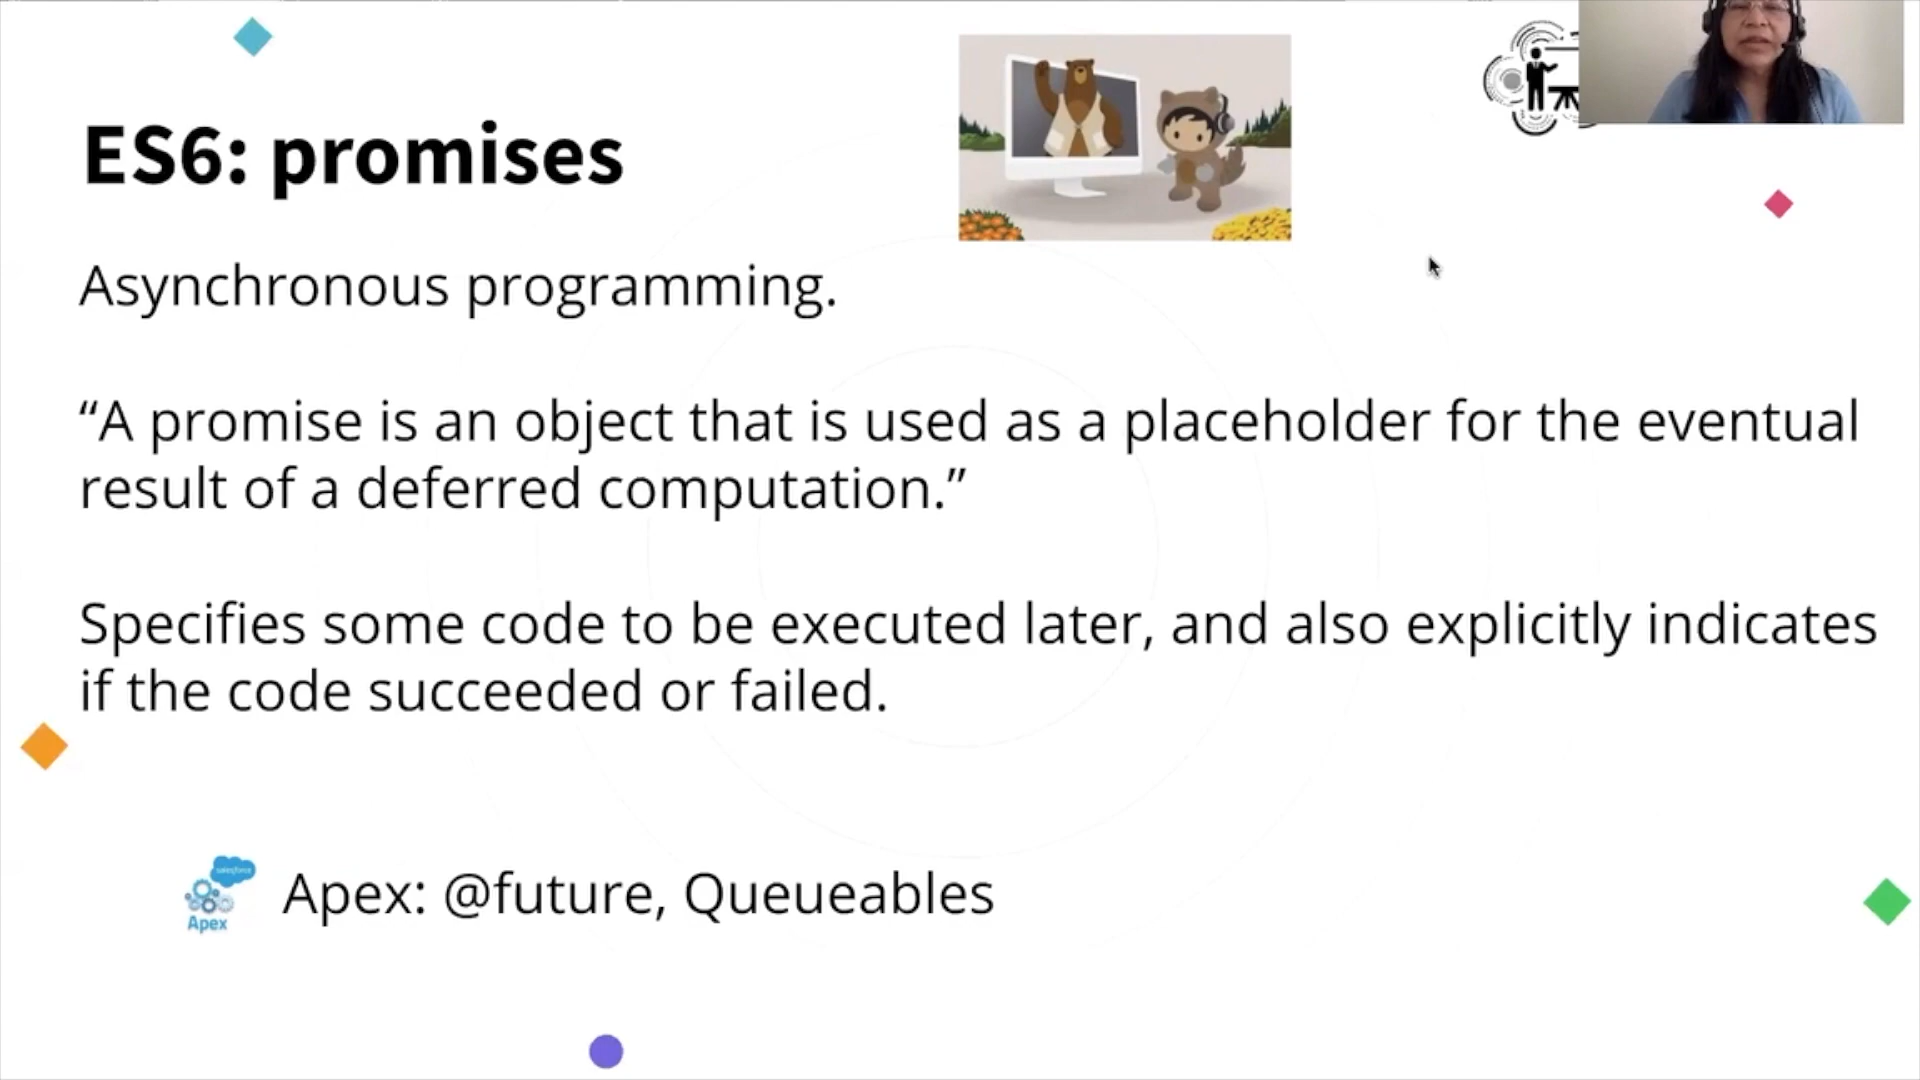 ES6: promises
Asynchronous programming.
“A promise is an object that is used as a placeholder for the eventual
result of a deferred computation.”
Specifies some code to be executed later, and also explicitly indicates
if the code succeeded or failed.
salesforce
Apex
Apex: @future, Queueables